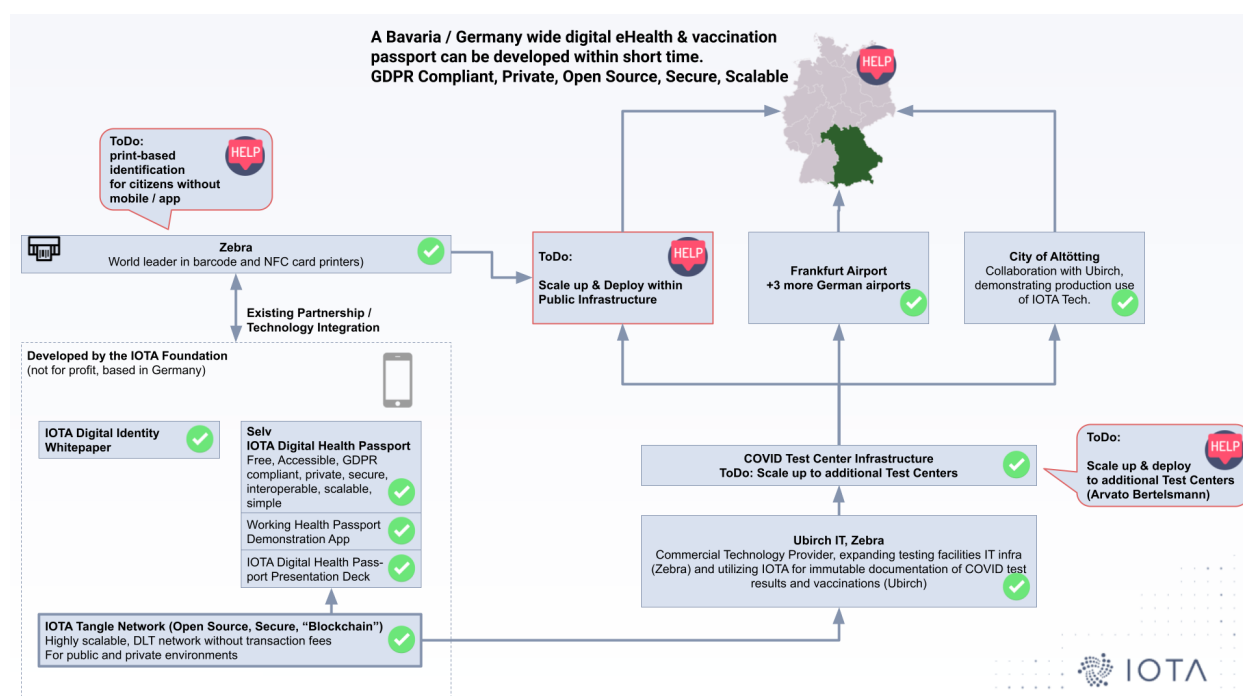 A Bavaria / Germany wide digital eHealth & vaccination
passport can be developed within short time.
GDPR Compliant, Private, Open Source, Secure, Scalable
HELP
ToDo:
print-based
identification
for citizens without
mobile / app
HELP
Zebra
World leader in barcode and NFC card printers)
ToDo:
Scale up & Deploy within
Public Infrastructure
HELP
Frankfurt Airport
+3 more German airports
City of Altötting
Collaboration with Ubirch,
demonstrating production use
of IOTA Tech.
Existing Partnership /
Technology Integration
Developed by the IOTA Foundation
(not for profit, based in Germany)
IOTA Digital Identity
Whitepaper
Selv
IOTA Digital Health Passport
Free, Accessible, GDPR
compliant, private, secure,
interoperable, scalable,
simple
Working Health Passport
Demonstration App
IOTA Digital Health Pass-
port Presentation Deck
COVID Test Center Infrastructure
ToDo: Scale up to additional Test Centers
ToDo:
Scale up & deploy
to additional Test Centers
(Arvato Bertelsmann)
HELP
Ubirch IT, Zebra
Commercial Technology Provider, expanding testing facilities IT infra
(Zebra) and utilizing IOTA for immutable documentation of COVID test
results and vaccinations (Ubirch)
IOTA Tangle Network (Open Source, Secure, “Blockchain”)
Highly scalable, DLT network without transaction fees
For public and private environments
IOTA